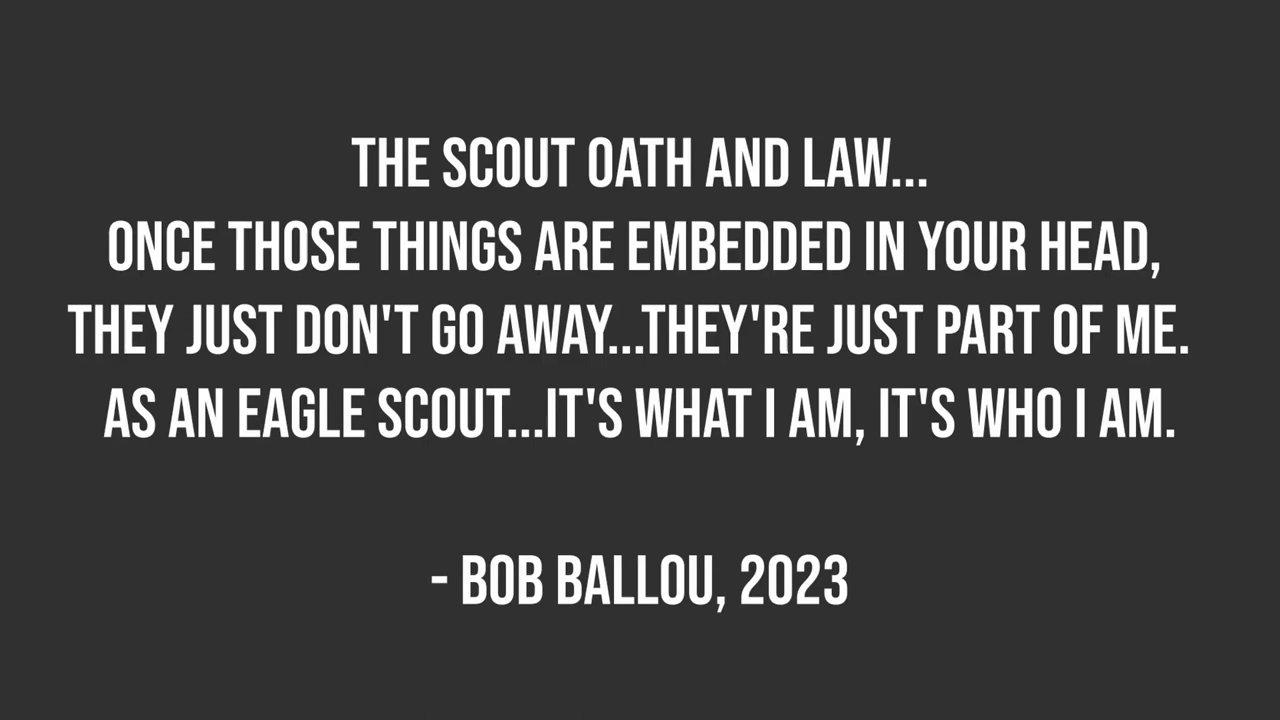 THE SCOUT OATH AND LAW...
ONCE THOSE THINGS ARE EMBEDDED IN YOUR HEAD,
THEY JUST DON'T GO AWAY...THEY'RE JUST PART OF ME.
AS AN EAGLE SCOUT...IT'S WHAT I AM, IT'S WHO I AM.
- BOB BALLOU, 2023